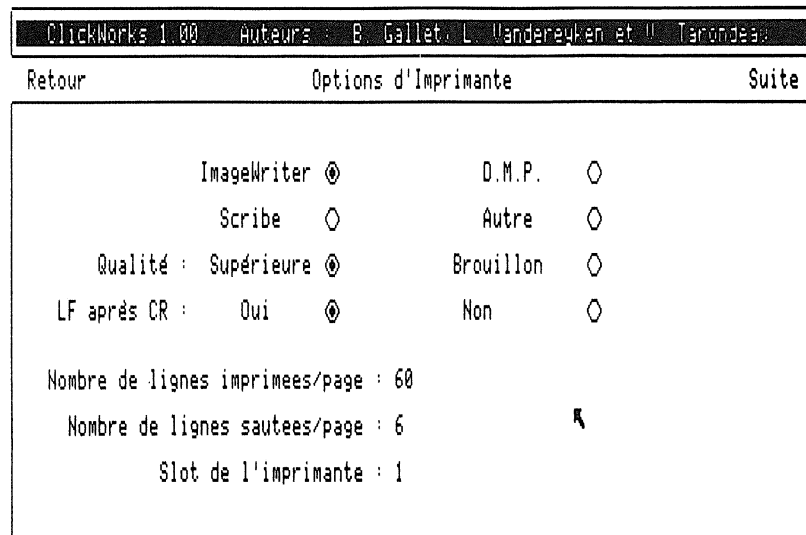 ClickWorks 1.00 Auteurs : B. Gallet, L. Vandereyken et V. Tarondeau
Retour Options d'Imprimante Suite
ImageWriter D.M.P.
Scribe Autre
Qualité : Supérieure Brouillon
LF après CR : Oui Non
Nombre de lignes imprimees/page : 60
Nombre de lignes sautees/page : 6
Slot de l'imprimante : 1